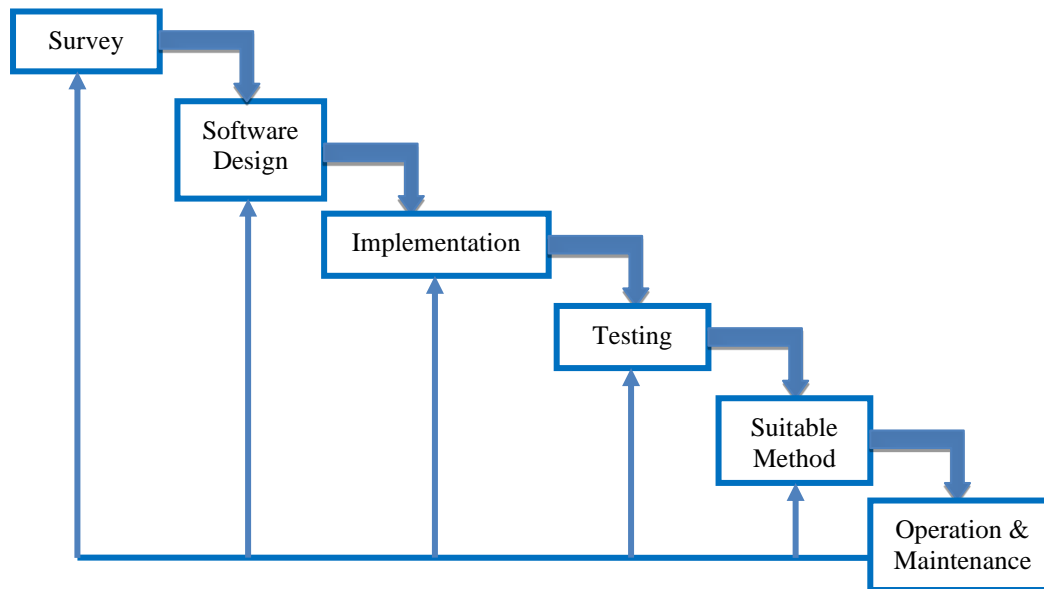 Survey
Software
Design
Implementation
Testing
Suitable
Method
Operation &
Maintenance